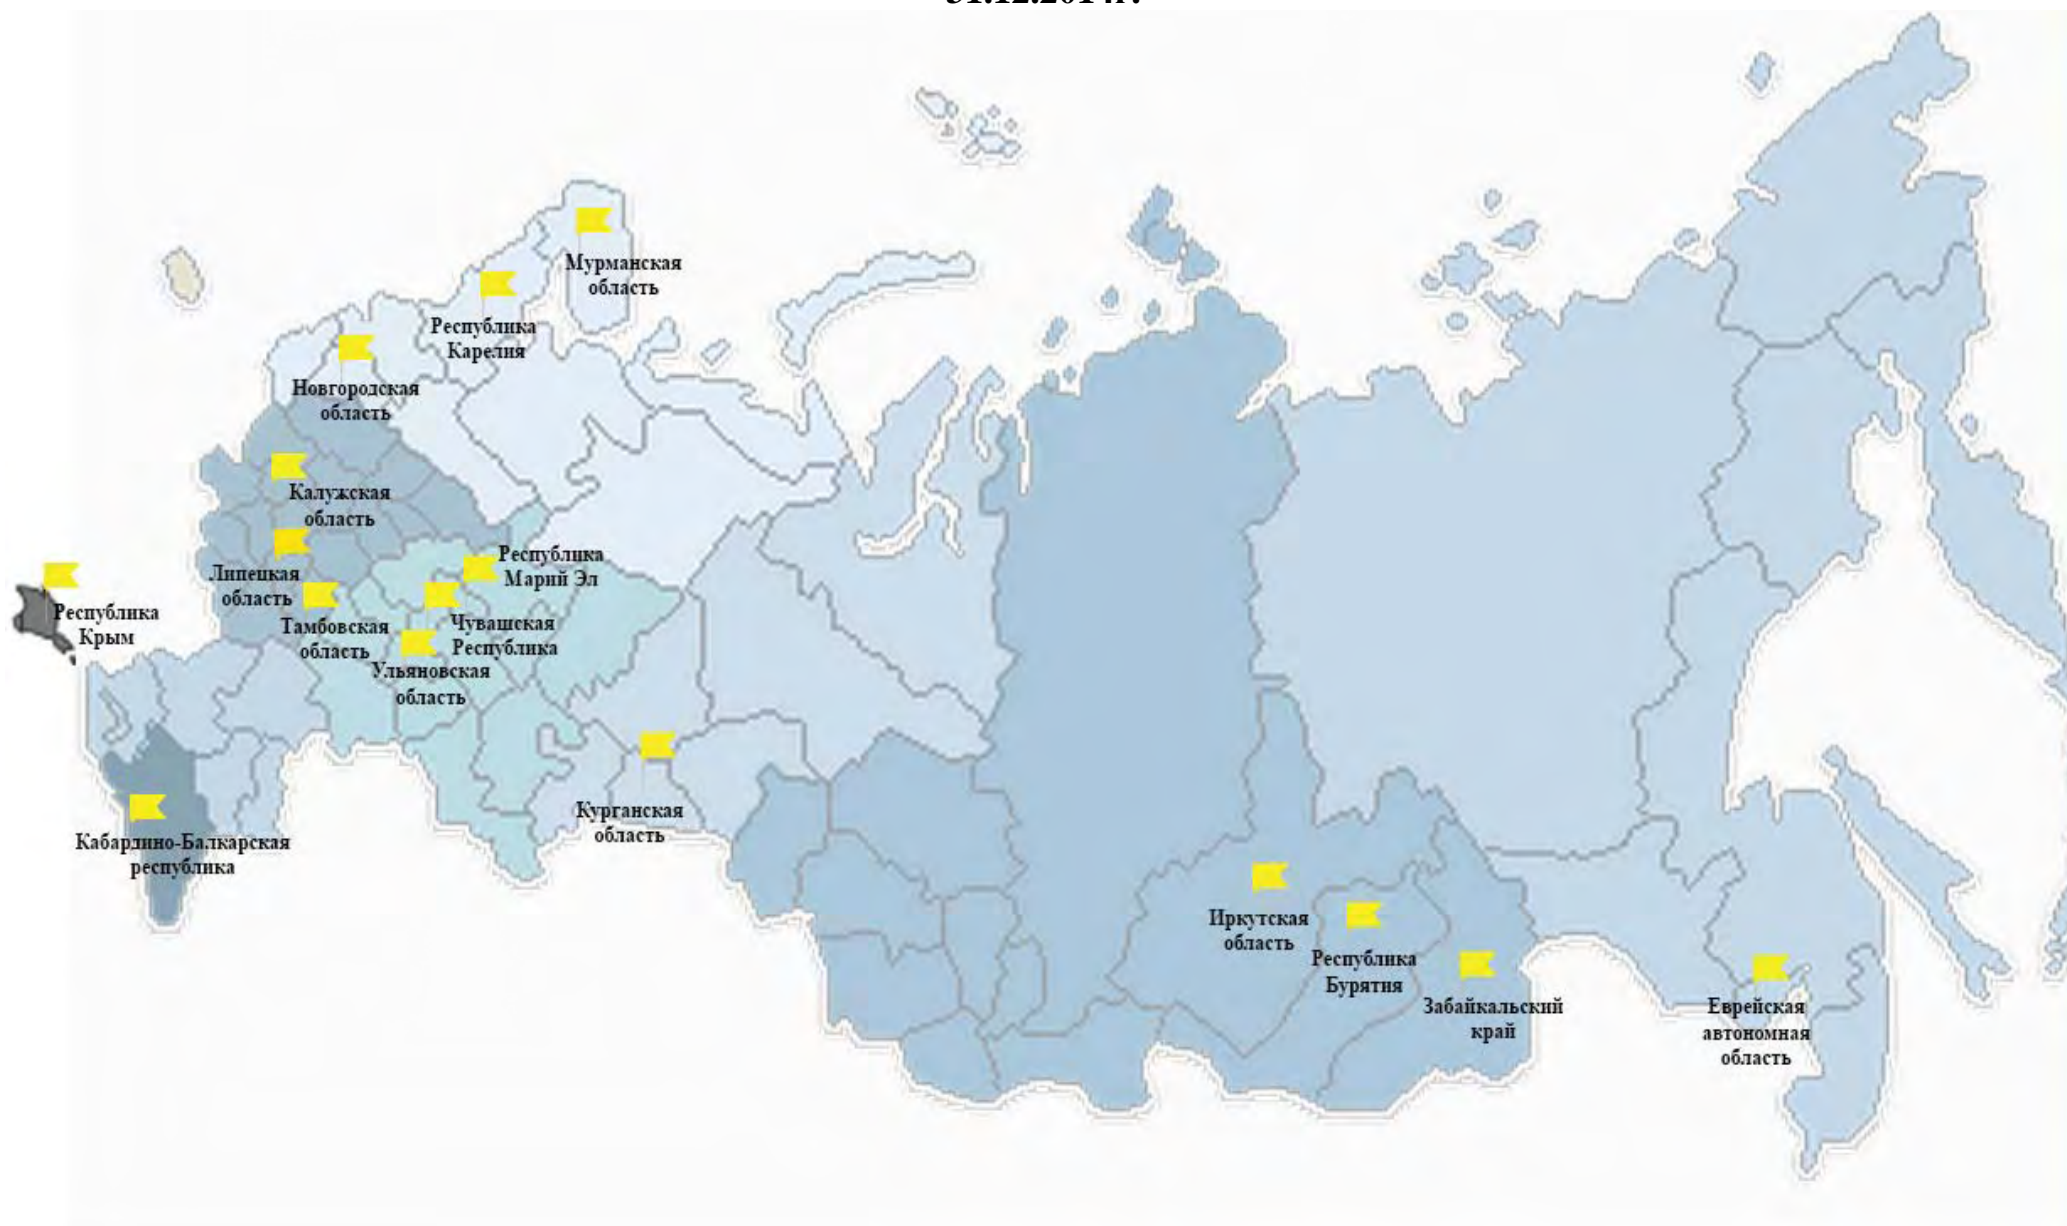 Мурманская
область
Республика
Карелия
Новгородская
область
Калужская
область
Республика
Марий Эл
Липецкая
область
Республика
Крым
Тамбовская
область
Чувашская
Республика
Ульяновская
область
Курганская
область
Кабардино-Балкарская
республика
Иркутская
область
Республика
Бурятия
Забайкальский
край
Еврейская
автономная
область